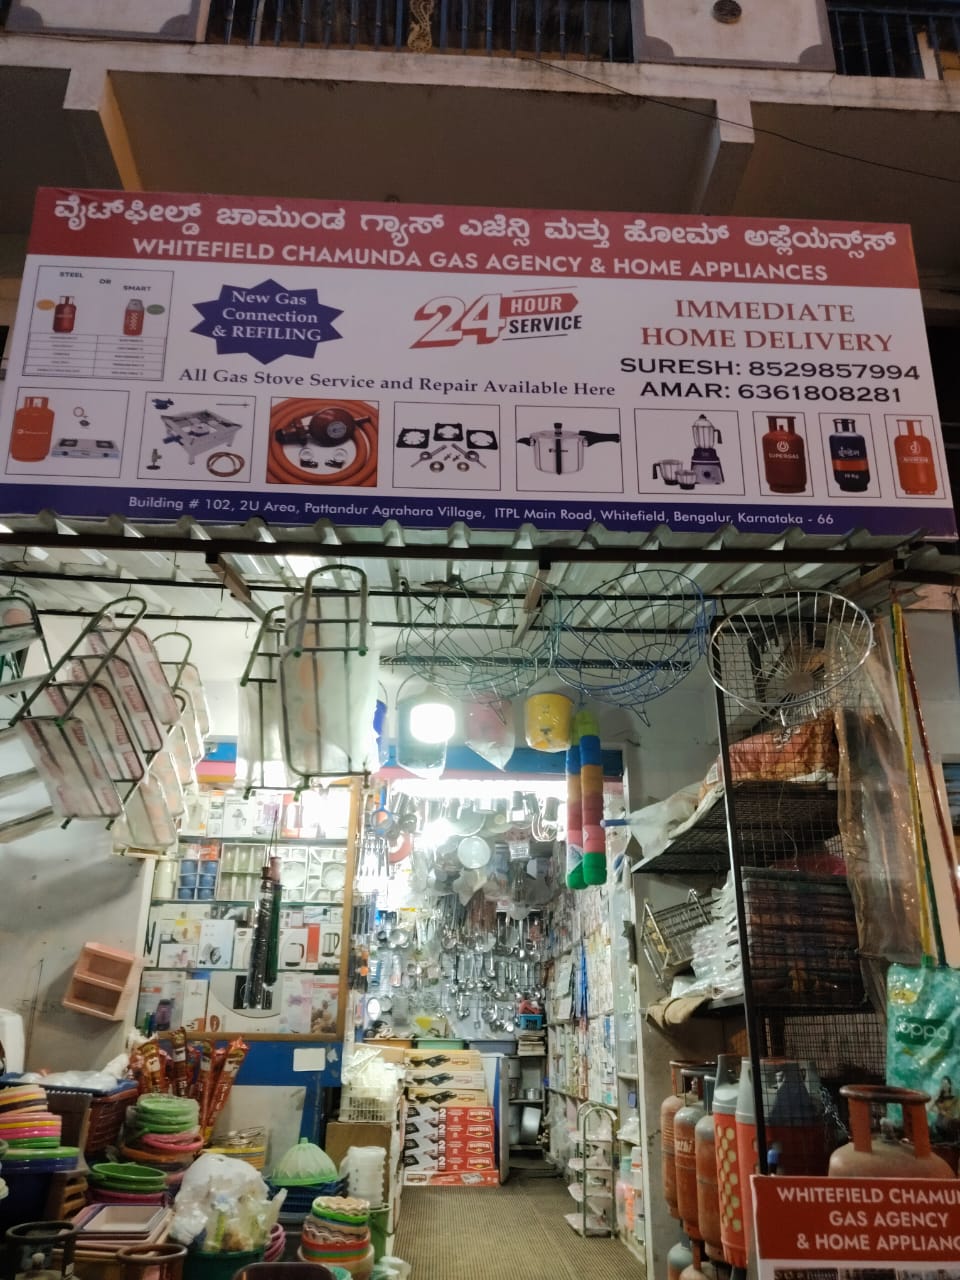 ವೈಟ್‌ಫೀಲ್ಡ್ ಚಾಮುಂಡ ಗ್ಯಾಸ್ ಎಜೆನ್ಸಿ ಮತ್ತು ಹೋಮ್ ಅಪ್ಲೆಯನ್ಸ್‌ಸ್
WHITEFIELD CHAMUNDA GAS AGENCY & HOME APPLIANCES
STEEL OR SMART
New Gas
Connection
& REFILING
24 HOUR
SERVICE
IMMEDIATE
HOME DELIVERY
SURESH: 8529857994
AMAR: 6361808281
All Gas Stove Service and Repair Available Here
SUPERGAS
Building # 102, 2U Area, Pattandur Agrahara Village, ITPL Main Road, Whitefield, Bengalur, Karnataka - 66
oppo
WHITEFIELD CHAMU
GAS AGENCY
& HOME APPLIANC